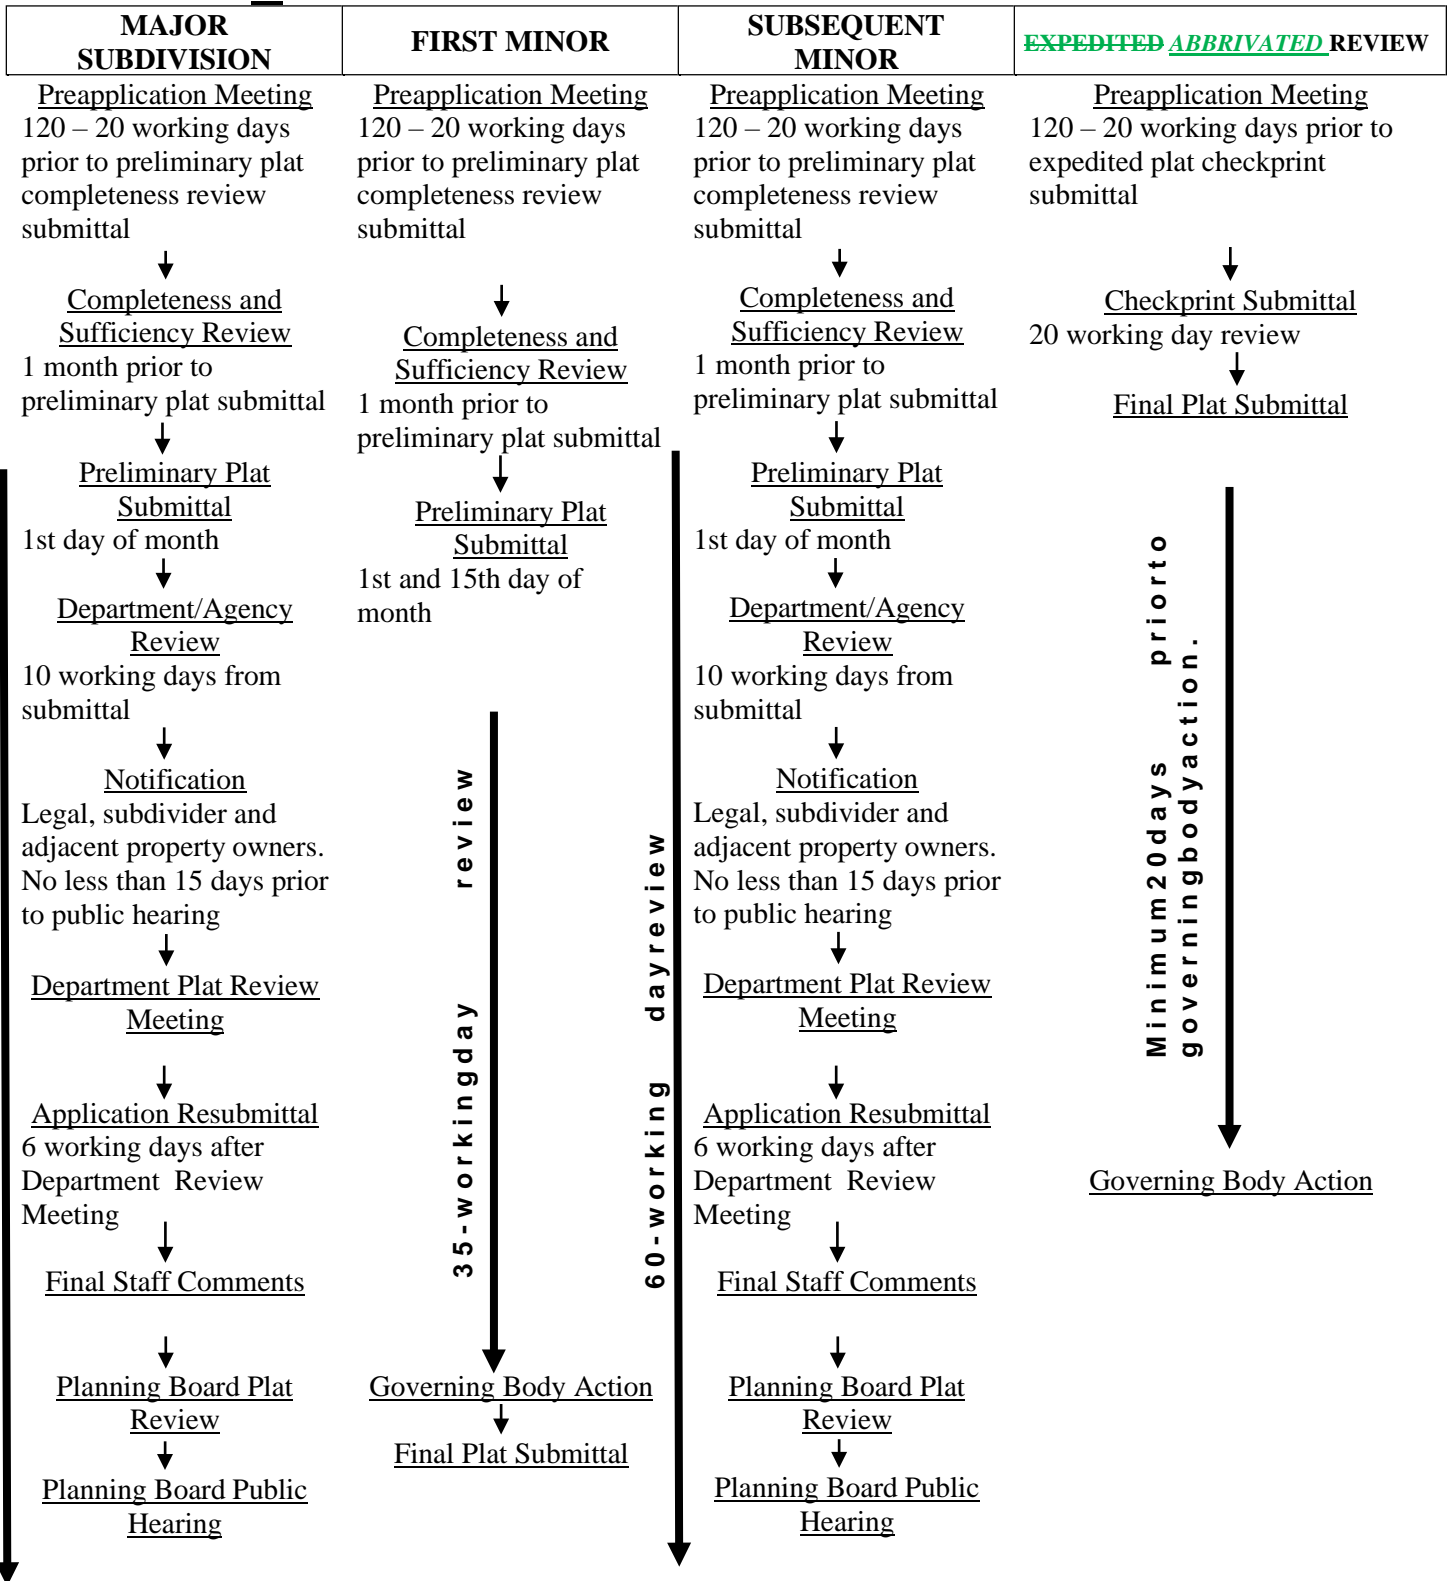 MAJOR
SUBDIVISION
FIRST MINOR
SUBSEQUENT
MINOR
EXPEDITED ABBRIVATED REVIEW
Preapplication Meeting
120 – 20 working days
prior to preliminary plat
completeness review
submittal
Completeness and
Sufficiency Review
1 month prior to
preliminary plat submittal
Preliminary Plat
Submittal
1st day of month
Department/Agency
Review
10 working days from
submittal
Notification
Legal, subdivider and
adjacent property owners.
No less than 15 days prior
to public hearing
Department Plat Review
Meeting
Application Resubmittal
6 working days after
Department Review
Meeting
Final Staff Comments
Planning Board Plat
Review
Planning Board Public
Hearing
Preapplication Meeting
120 – 20 working days
prior to preliminary plat
completeness review
submittal
Completeness and
Sufficiency Review
1 month prior to
preliminary plat submittal
Preliminary Plat
Submittal
1st and 15th day of
month
35-workingday review
Governing Body Action
Final Plat Submittal
60-working dayreview
Preapplication Meeting
120 – 20 working days
prior to preliminary plat
completeness review
submittal
Completeness and
Sufficiency Review
1 month prior to
preliminary plat submittal
Preliminary Plat
Submittal
1st day of month
Department/Agency
Review
10 working days from
submittal
Notification
Legal, subdivider and
adjacent property owners.
No less than 15 days prior
to public hearing
Department Plat Review
Meeting
Application Resubmittal
6 working days after
Department Review
Meeting
Final Staff Comments
Planning Board Plat
Review
Planning Board Public
Hearing
Preapplication Meeting
120 – 20 working days prior to
expedited plat checkprint
submittal
Checkprint Submittal
20 working day review
Final Plat Submittal
Minimum20days priorto
governingbodyaction.
Governing Body Action